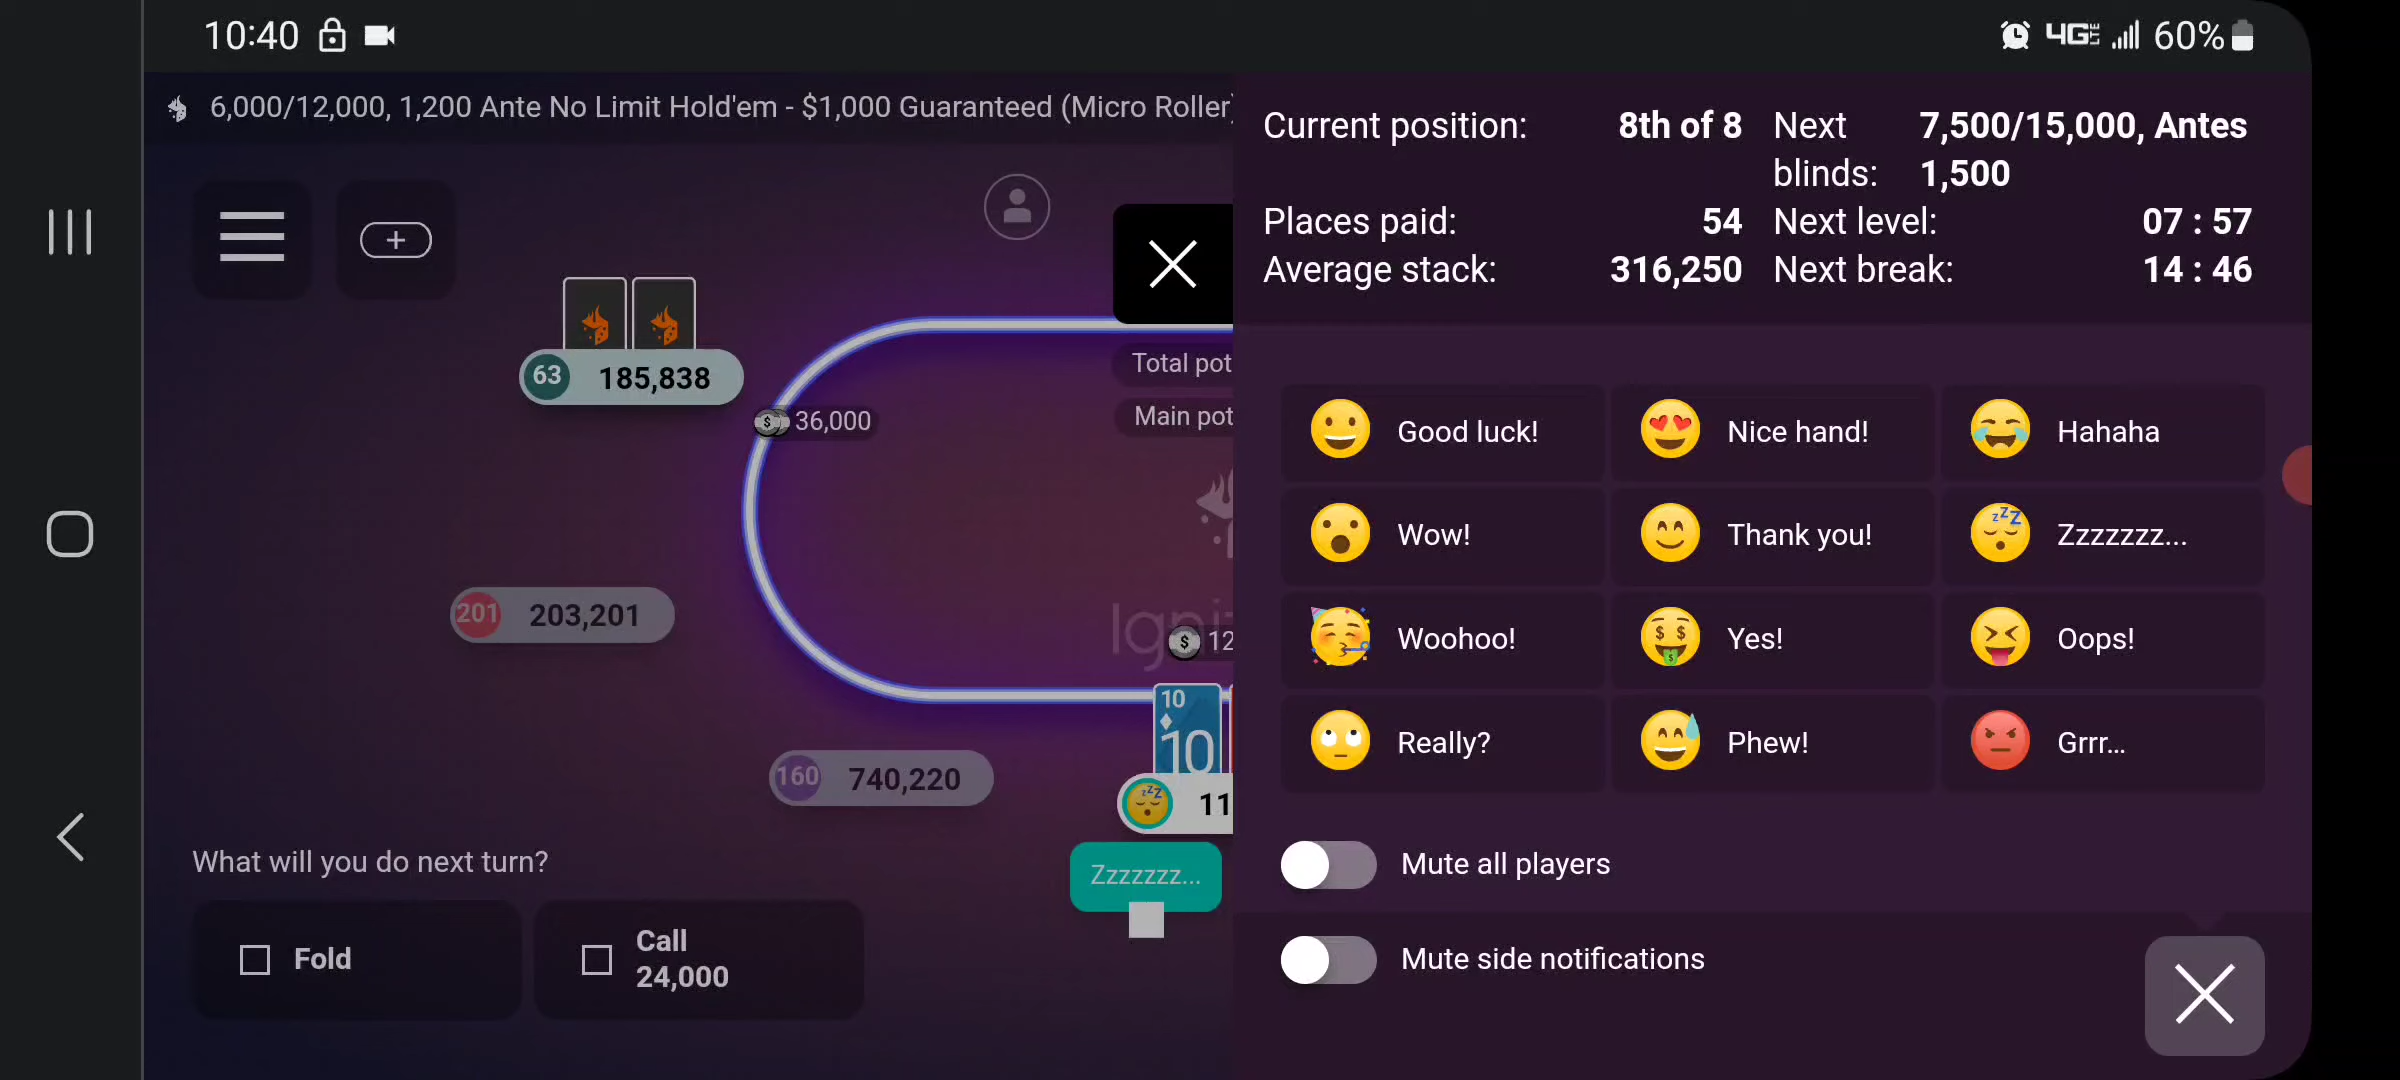 10:40
4G LTE 60%
6,000/12,000, 1,200 Ante No Limit Hold'em - $1,000 Guaranteed (Micro Roller)
Current position: 8th of 8
Next blinds: 7,500/15,000, Antes 1,500
Places paid: 54
Next level: 07 : 57
Average stack: 316,250
Next break: 14 : 46
63 185,838
36,000
Total pot
Main pot
201 203,201
160 740,220
$ 12
10
10
11
Zzzzzzz...
What will you do next turn?
Fold
Call
24,000
Good luck!
Nice hand!
Hahaha
Wow!
Thank you!
Zzzzzzz...
Woohoo!
Yes!
Oops!
Really?
Phew!
Grrr...
Mute all players
Mute side notifications